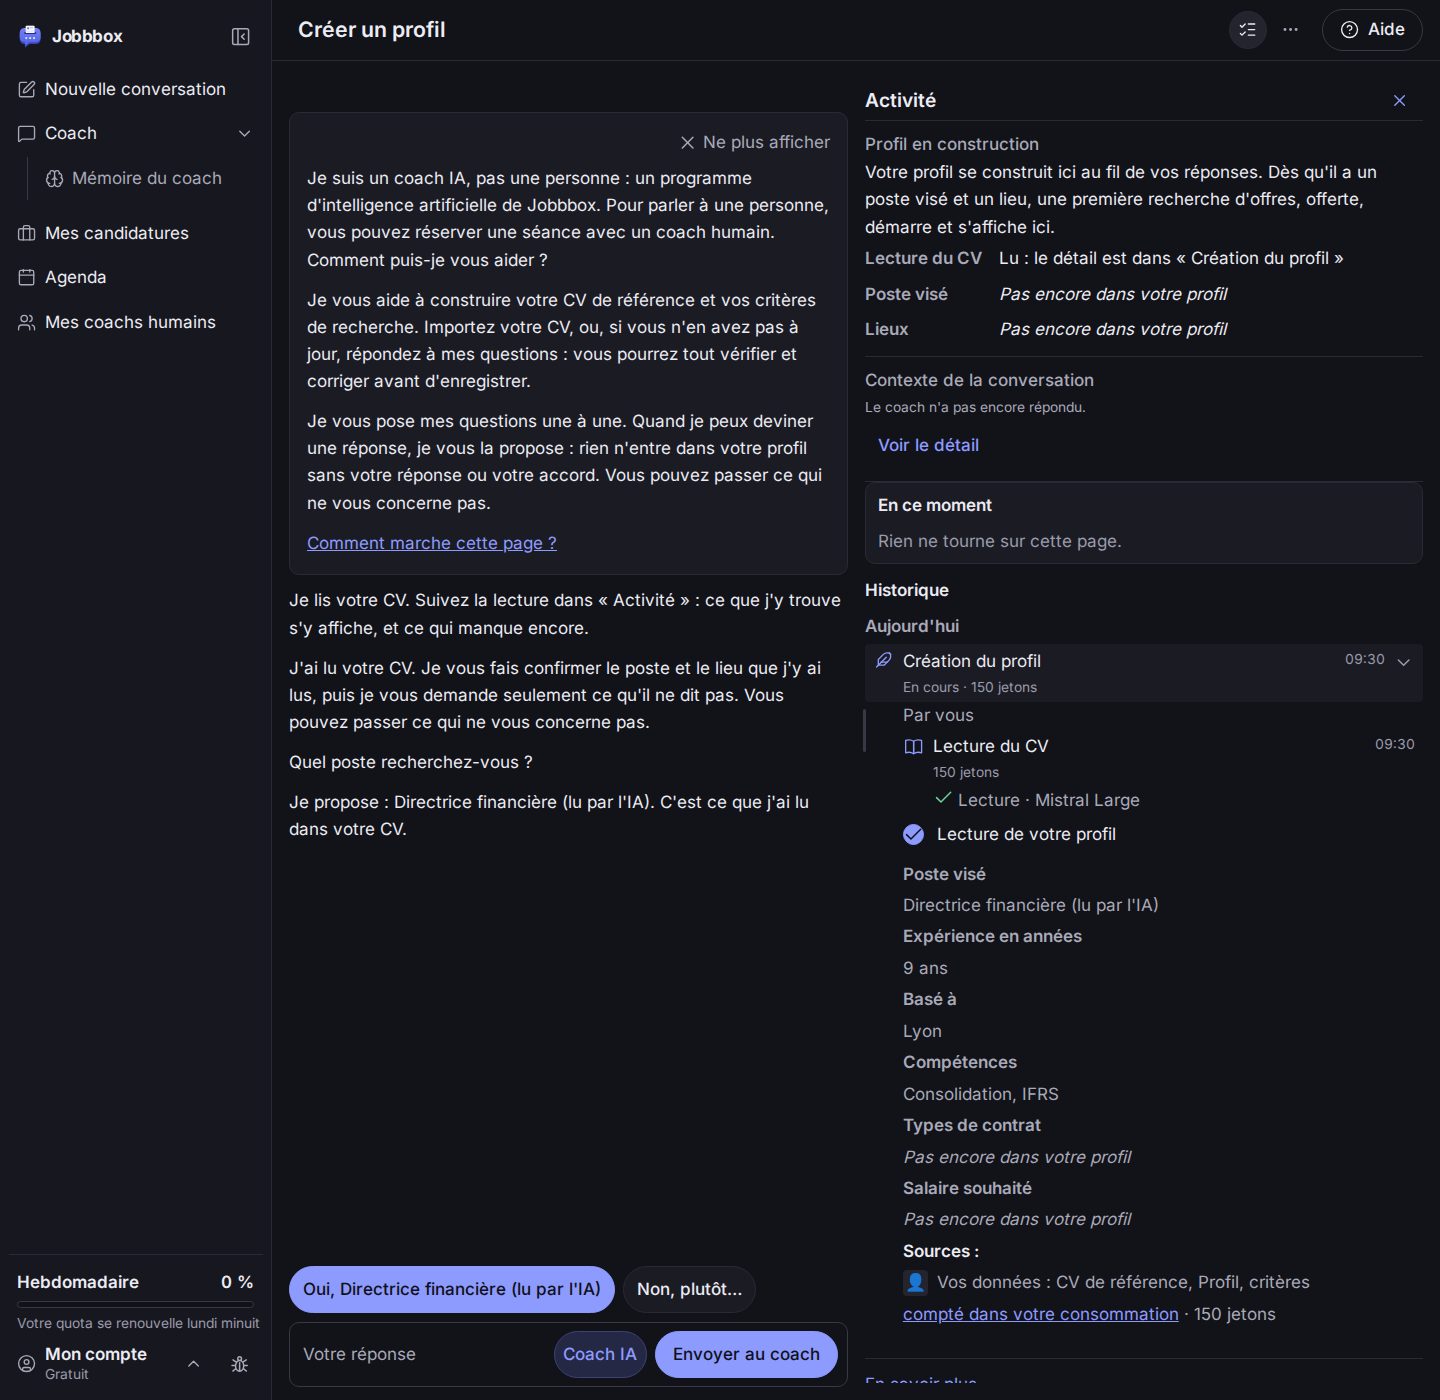 Jobbbox
Nouvelle conversation
Coach
Mémoire du coach
Mes candidatures
Agenda
Mes coachs humains
Hebdomadaire 0 %
Votre quota se renouvelle lundi minuit
Mon compte
Gratuit
Créer un profil
Aide
Ne plus afficher
Je suis un coach IA, pas une personne : un programme
d'intelligence artificielle de Jobbbox. Pour parler à une personne,
vous pouvez réserver une séance avec un coach humain.
Comment puis-je vous aider ?
Je vous aide à construire votre CV de référence et vos critères
de recherche. Importez votre CV, ou, si vous n'en avez pas à
jour, répondez à mes questions : vous pourrez tout vérifier et
corriger avant d'enregistrer.
Je vous pose mes questions une à une. Quand je peux deviner
une réponse, je vous la propose : rien n'entre dans votre profil
sans votre réponse ou votre accord. Vous pouvez passer ce qui
ne vous concerne pas.
Comment marche cette page ?
Je lis votre CV. Suivez la lecture dans « Activité » : ce que j'y trouve
s'y affiche, et ce qui manque encore.
J'ai lu votre CV. Je vous fais confirmer le poste et le lieu que j'y ai
lus, puis je vous demande seulement ce qu'il ne dit pas. Vous
pouvez passer ce qui ne vous concerne pas.
Quel poste recherchez-vous ?
Je propose : Directrice financière (lu par l'IA). C'est ce que j'ai lu
dans votre CV.
Oui, Directrice financière (lu par l'IA)
Non, plutôt...
Votre réponse
Coach IA
Envoyer au coach
Activité
Profil en construction
Votre profil se construit ici au fil de vos réponses. Dès qu'il a un
poste visé et un lieu, une première recherche d'offres, offerte,
démarre et s'affiche ici.
Lecture du CV Lu : le détail est dans « Création du profil »
Poste visé Pas encore dans votre profil
Lieux Pas encore dans votre profil
Contexte de la conversation
Le coach n'a pas encore répondu.
Voir le détail
En ce moment
Rien ne tourne sur cette page.
Historique
Aujourd'hui
Création du profil 09:30
En cours · 150 jetons
Par vous
Lecture du CV 09:30
150 jetons
Lecture · Mistral Large
Lecture de votre profil
Poste visé
Directrice financière (lu par l'IA)
Expérience en années
9 ans
Basé à
Lyon
Compétences
Consolidation, IFRS
Types de contrat
Pas encore dans votre profil
Salaire souhaité
Pas encore dans votre profil
Sources :
Vos données : CV de référence, Profil, critères
compté dans votre consommation · 150 jetons
En savoir plus